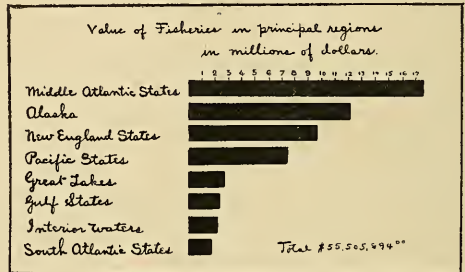 Value of Fisheries in principal regions
in millions of dollars.
1 2 3 4 5 6 7 8 9 10 11 12 13 14 15 16 17
Middle Atlantic States
Alaska
New England States
Pacific States
Great Lakes
Gulf States
Interior Waters
South Atlantic States
Total $55,505,694⁰⁰